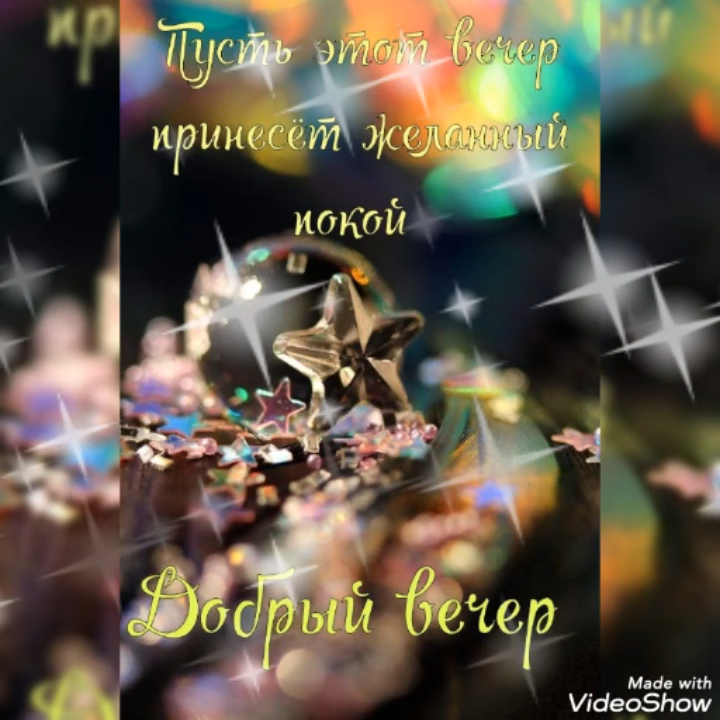 Пусть этот вечер
принесёт желанный
покой
Добрый вечер
Made with
VideoShow